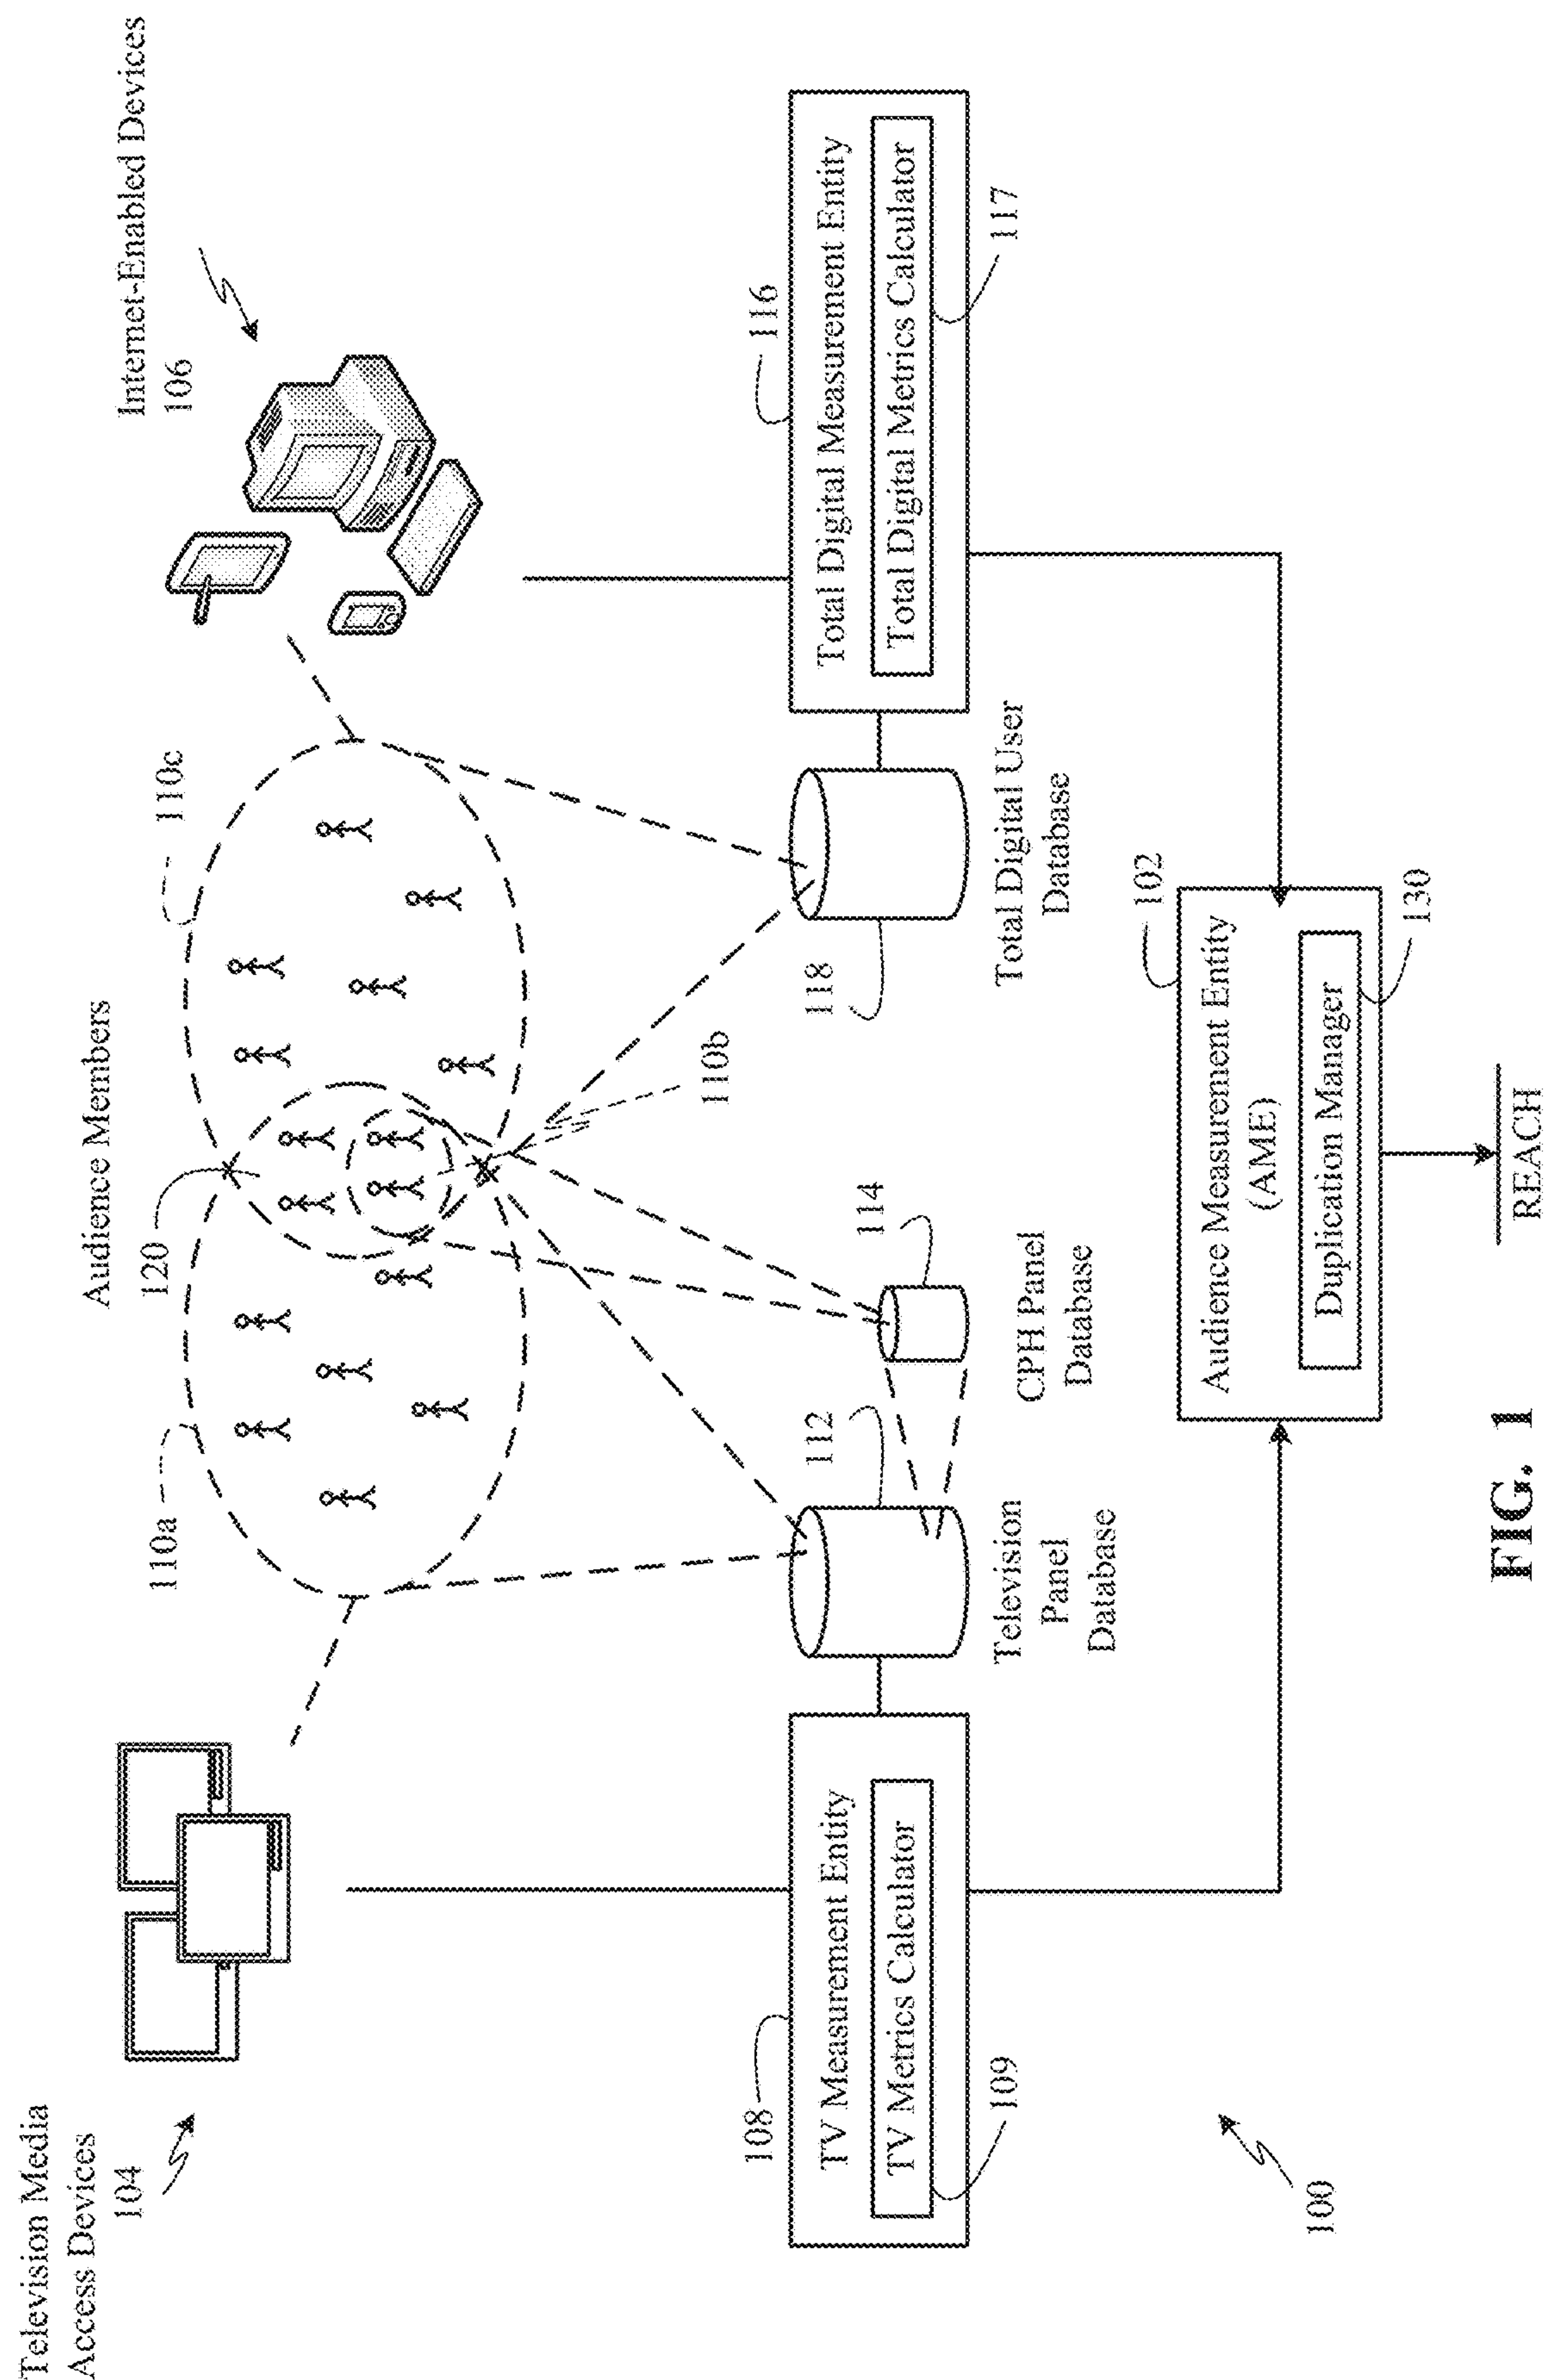 Television Media
Access Devices
104
Audience Members
Internet-Enabled Devices
106
110a
120
110c
110b
108
TV Measurement Entity
TV Metrics Calculator
109
112
Television
Panel
Database
114
CPH Panel
Database
118
Total Digital User
Database
116
Total Digital Measurement Entity
Total Digital Metrics Calculator
117
102
Audience Measurement Entity
(AME)
Duplication Manager
130
100
REACH
FIG. 1